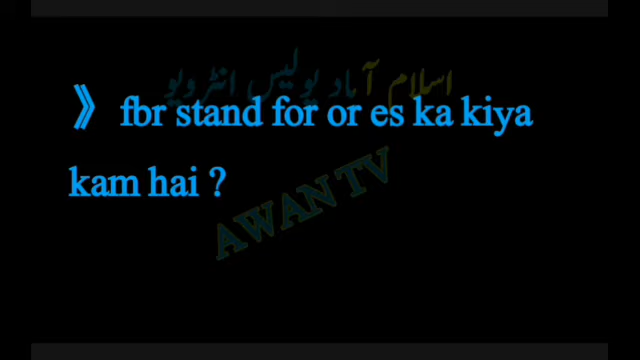 اسلام آباد پولیس انٹرویو
》 fbr stand for or es ka kiya
kam hai ?
AWAN TV